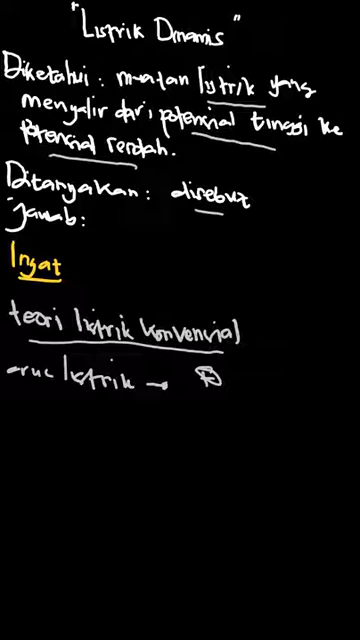 "Listrik Dinamis"
Diketahui : muatan listrik yang
mengalir dari potensial tinggi ke
potensial rendah.
Ditanyakan : disebut
Jawab :
Ingat
teori listrik konvensial
arus listrik →